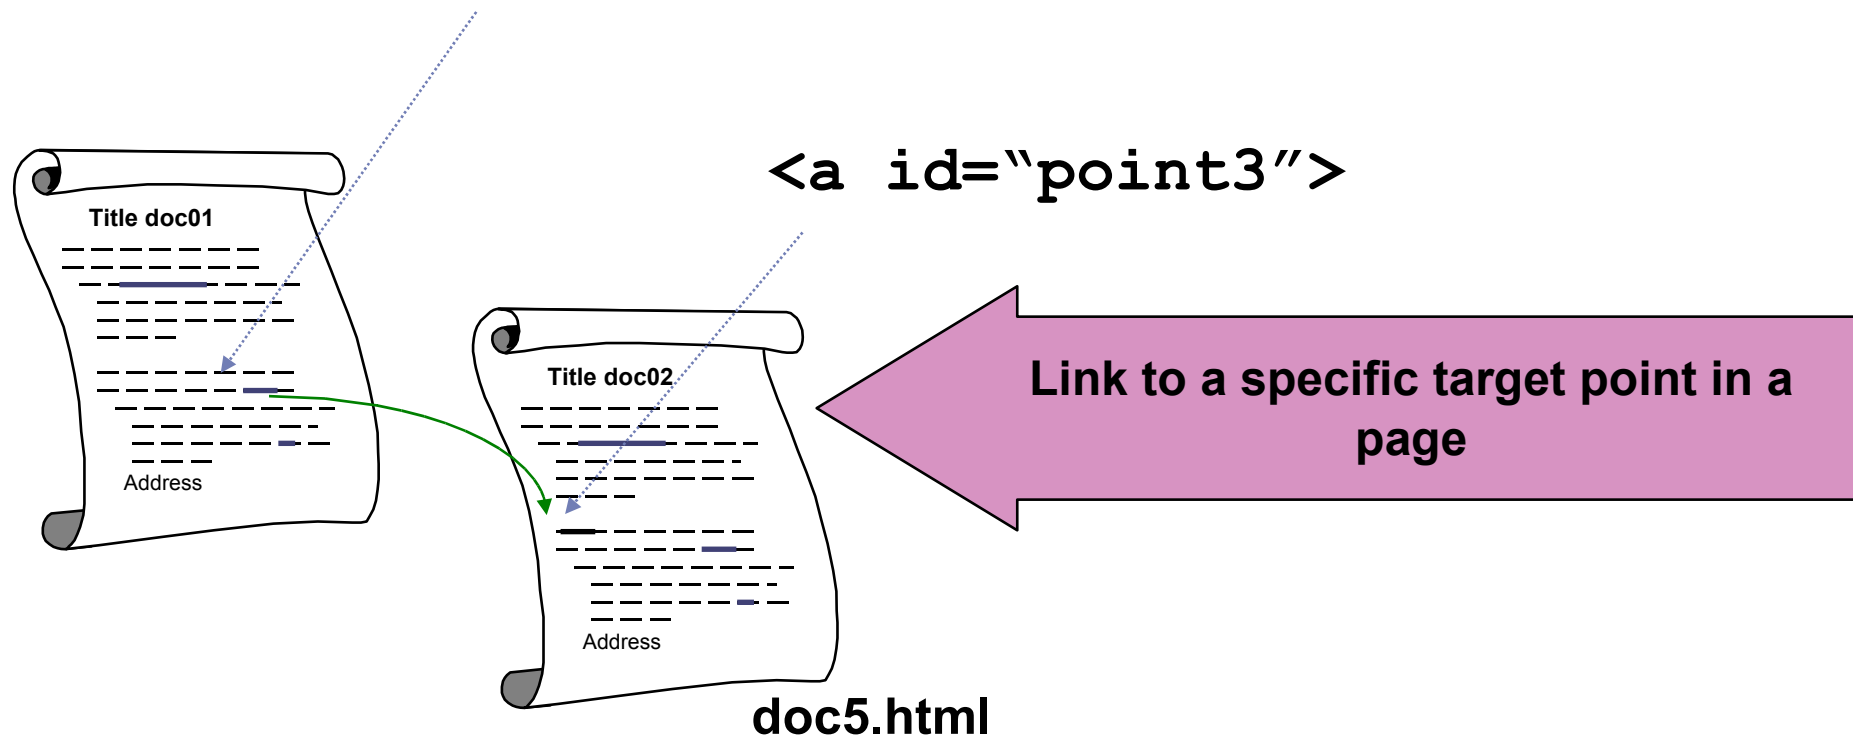 <a id=“point3”>
Title doc01
Address
Title doc02
Address
doc5.html
Link to a specific target point in a
page